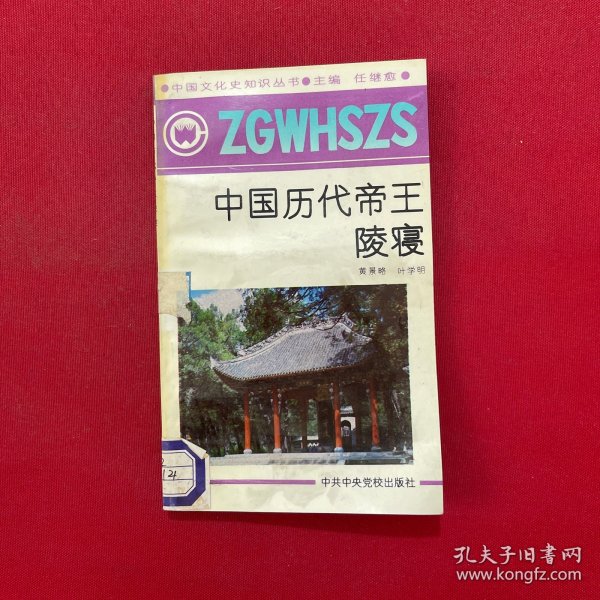 ●中国文化史知识丛书●主编 任继愈●
ZGWHSZS
中国历代帝王
陵寝
黄景略 叶学明
中共中央党校出版社
124
孔夫子旧书网
www.kongfz.com